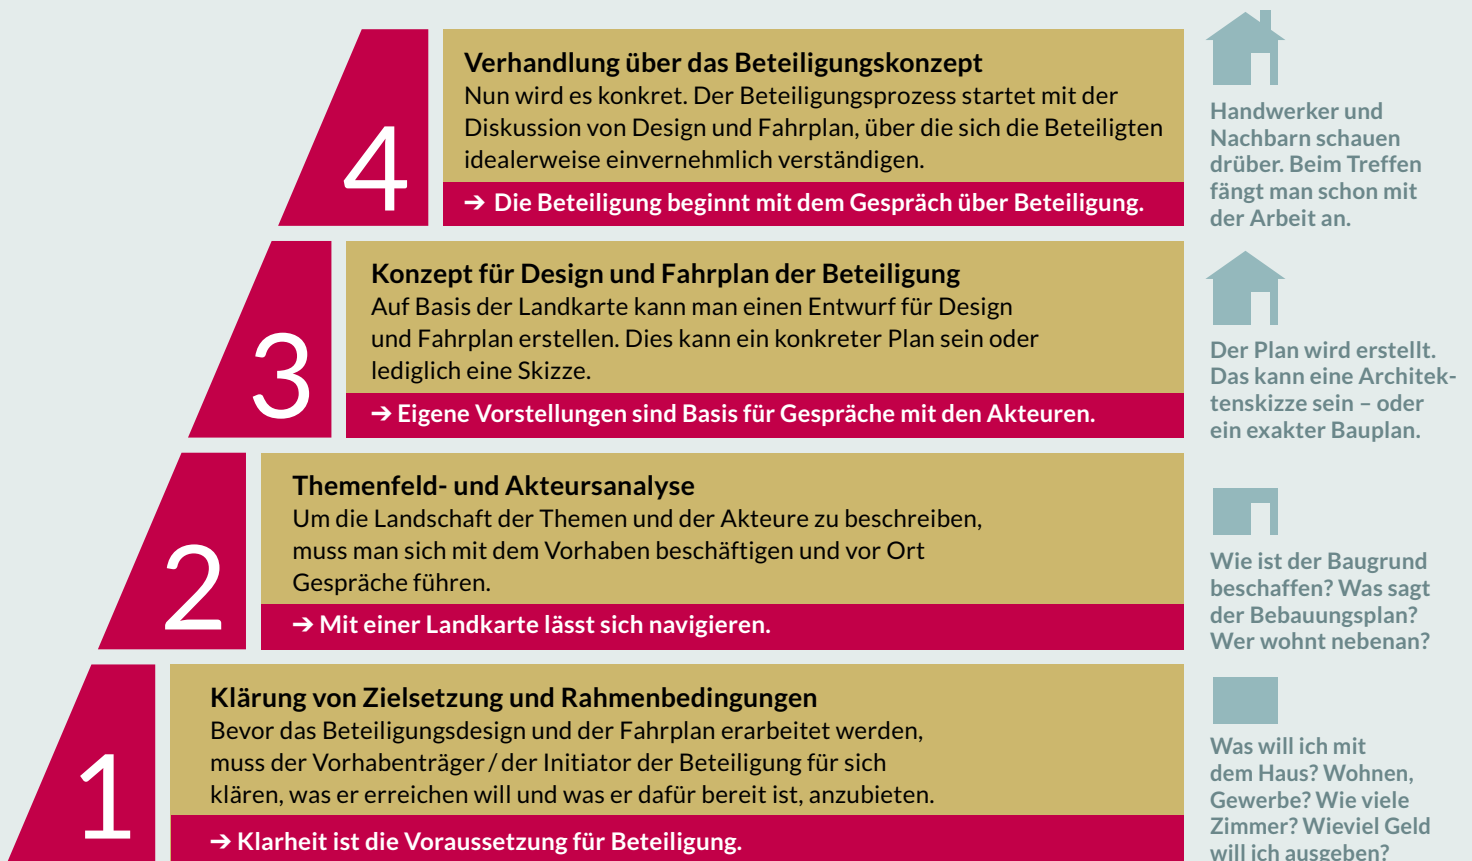 4
Verhandlung über das Beteiligungskonzept
Nun wird es konkret. Der Beteiligungsprozess startet mit der
Diskussion von Design und Fahrplan, über die sich die Beteiligten
idealerweise einvernehmlich verständigen.
➔ Die Beteiligung beginnt mit dem Gespräch über Beteiligung.
Handwerker und
Nachbarn schauen
drüber. Beim Treffen
fängt man schon mit
der Arbeit an.
3
Konzept für Design und Fahrplan der Beteiligung
Auf Basis der Landkarte kann man einen Entwurf für Design
und Fahrplan erstellen. Dies kann ein konkreter Plan sein oder
lediglich eine Skizze.
➔ Eigene Vorstellungen sind Basis für Gespräche mit den Akteuren.
Der Plan wird erstellt.
Das kann eine Architek-
tenskizze sein – oder
ein exakter Bauplan.
2
Themenfeld- und Akteursanalyse
Um die Landschaft der Themen und der Akteure zu beschreiben,
muss man sich mit dem Vorhaben beschäftigen und vor Ort
Gespräche führen.
➔ Mit einer Landkarte lässt sich navigieren.
Wie ist der Baugrund
beschaffen? Was sagt
der Bebauungsplan?
Wer wohnt nebenan?
1
Klärung von Zielsetzung und Rahmenbedingungen
Bevor das Beteiligungsdesign und der Fahrplan erarbeitet werden,
muss der Vorhabenträger / der Initiator der Beteiligung für sich
klären, was er erreichen will und was er dafür bereit ist, anzubieten.
➔ Klarheit ist die Voraussetzung für Beteiligung.
Was will ich mit
dem Haus? Wohnen,
Gewerbe? Wie viele
Zimmer? Wieviel Geld
will ich ausgeben?